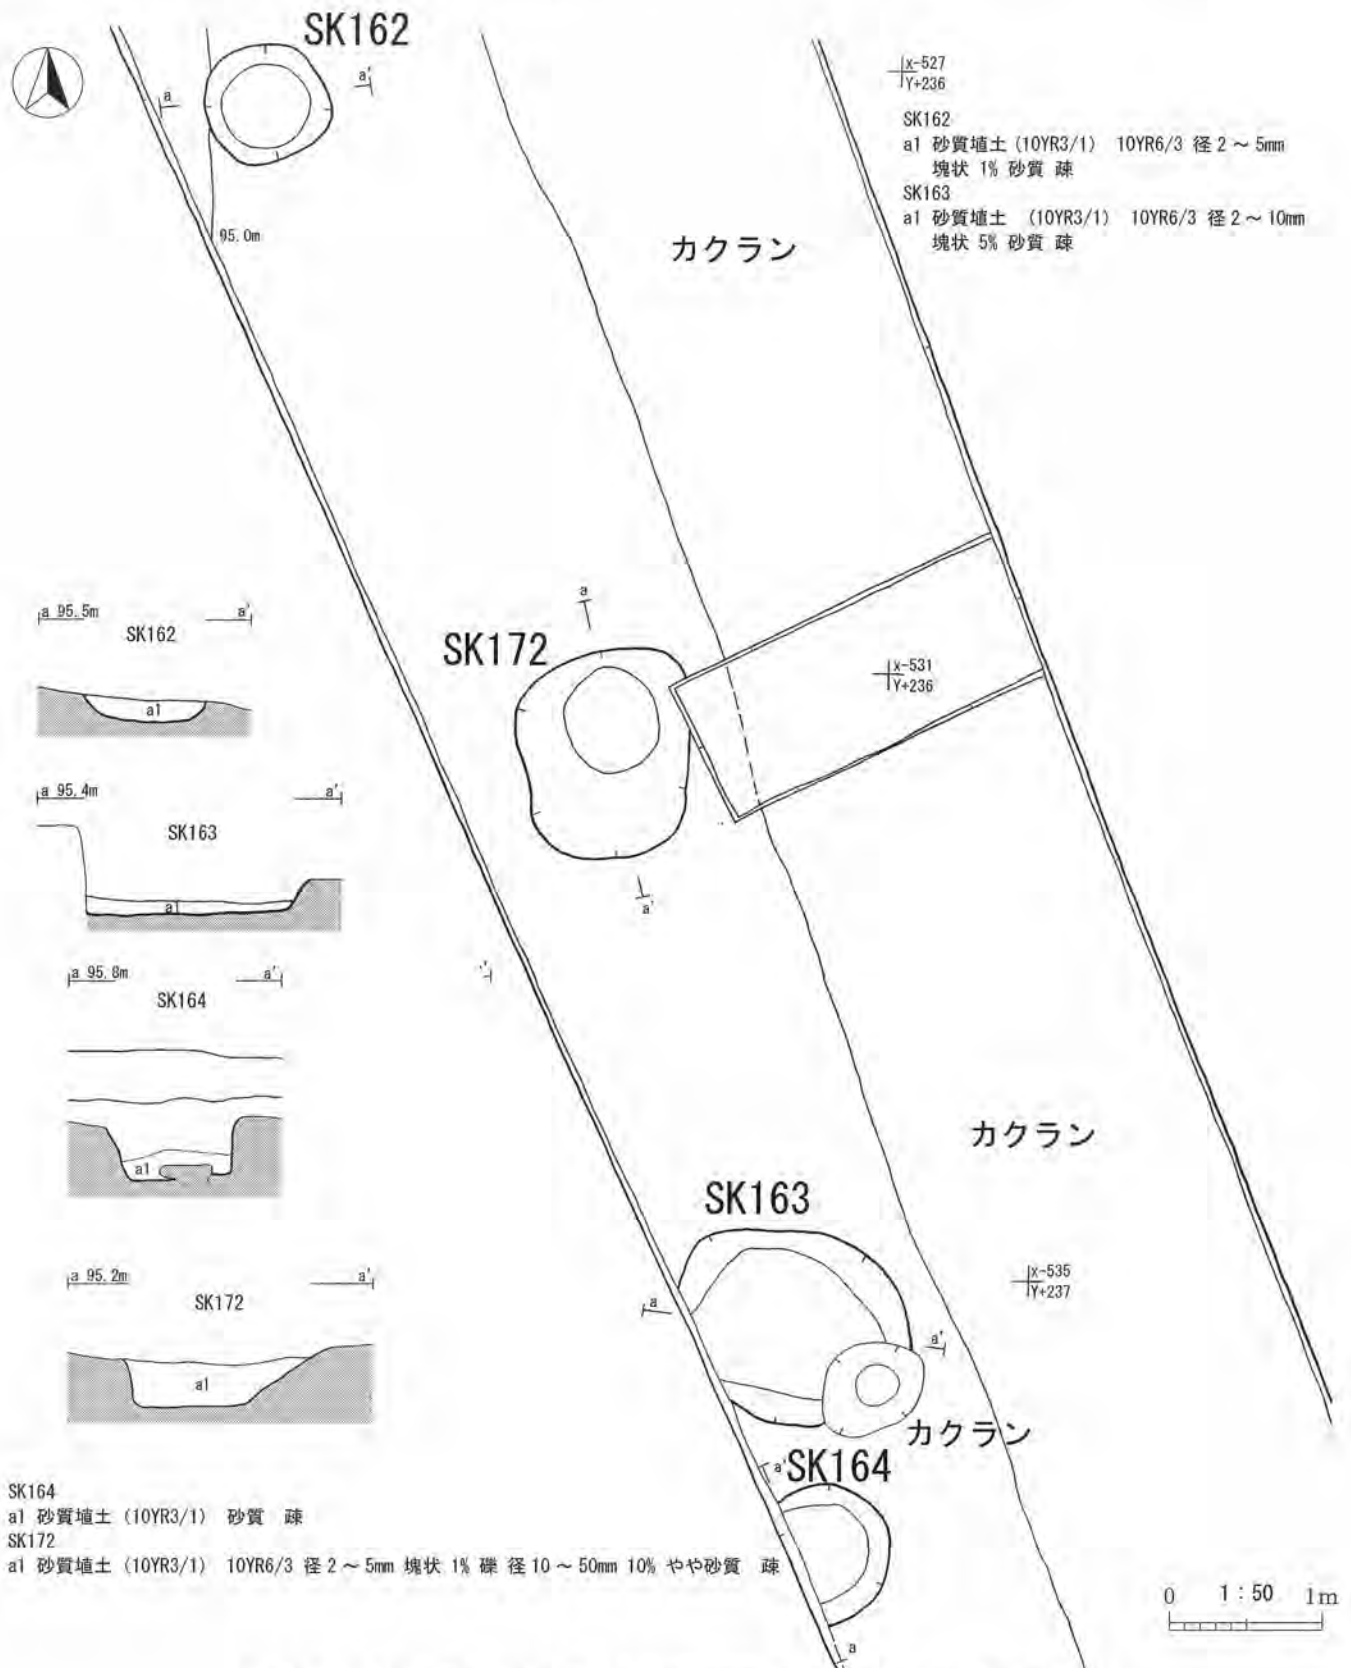 SK162
a
a'
x-527
Y+236
SK162
a1 砂質埴土 (10YR3/1) 10YR6/3 径 2 ～ 5mm
塊状 1% 砂質 疎
SK163
a1 砂質埴土 (10YR3/1) 10YR6/3 径 2 ～ 10mm
塊状 5% 砂質 疎
95.0m
カクラン
a 95.5m a'
SK162
a1
a
SK172
a'
x-531
Y+236
a 95.4m a'
SK163
a1
a 95.8m a'
SK164
a1
カクラン
SK163
a
a'
x-535
Y+237
a 95.2m a'
SK172
a1
カクラン
a'
SK164
a
SK164
a1 砂質埴土 (10YR3/1) 砂質 疎
SK172
a1 砂質埴土 (10YR3/1) 10YR6/3 径 2 ～ 5mm 塊状 1% 礫 径 10 ～ 50mm 10% やや砂質 疎
0 1：50 1m